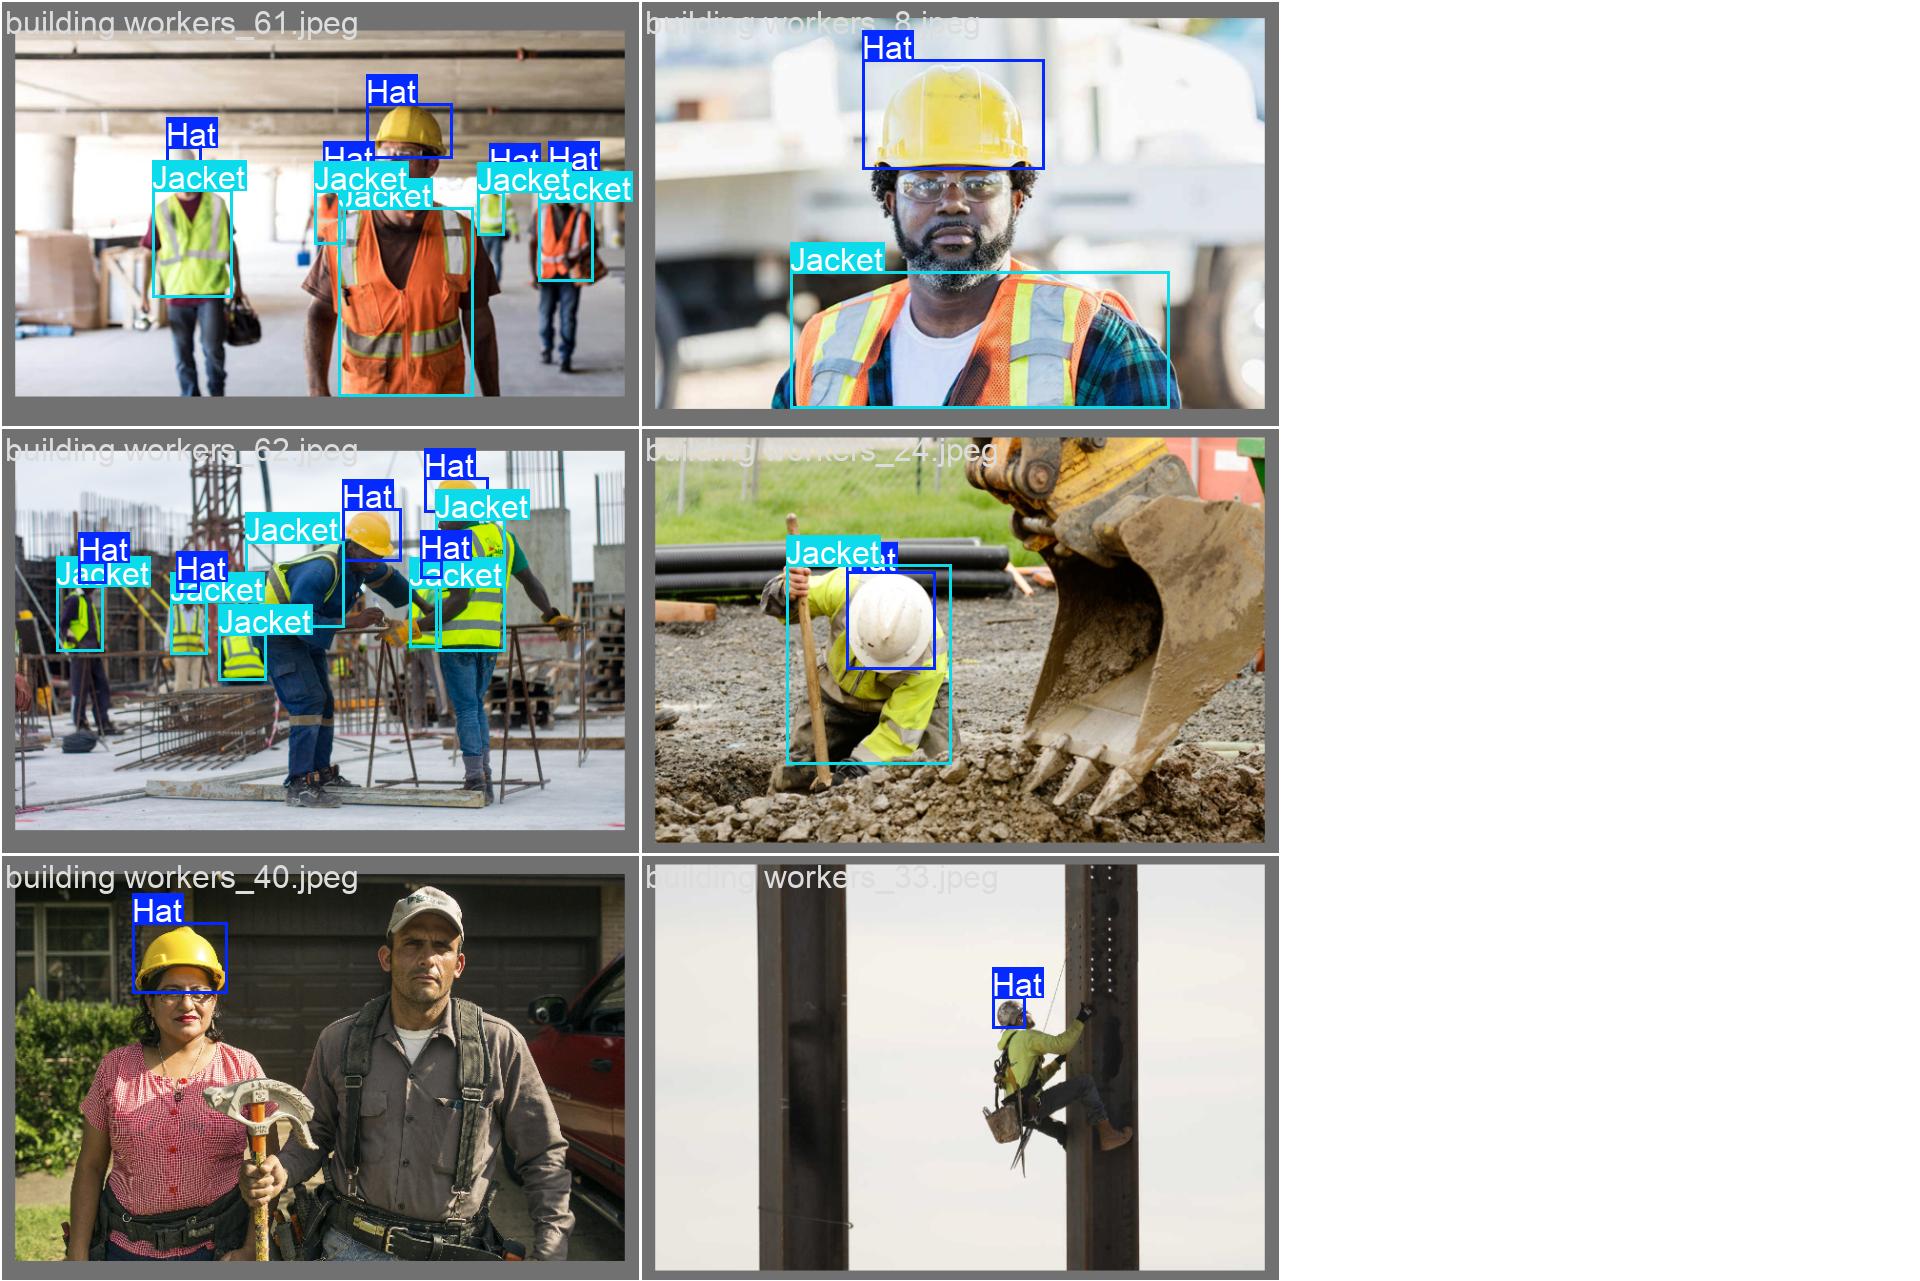 building workers_61.jpeg
Hat
Hat
Hat
Hat
Hat
Jacket
Jacket
Jacket
Jacket
Jacket
building workers_8.jpeg
Hat
Jacket
building workers_62.jpeg
Hat
Hat
Jacket
Jacket
Hat
Hat
Jacket
Hat
Jacket
Jacket
Jacket
building workers_24.jpeg
Jacket
Hat
building workers_40.jpeg
Hat
building workers_33.jpeg
Hat